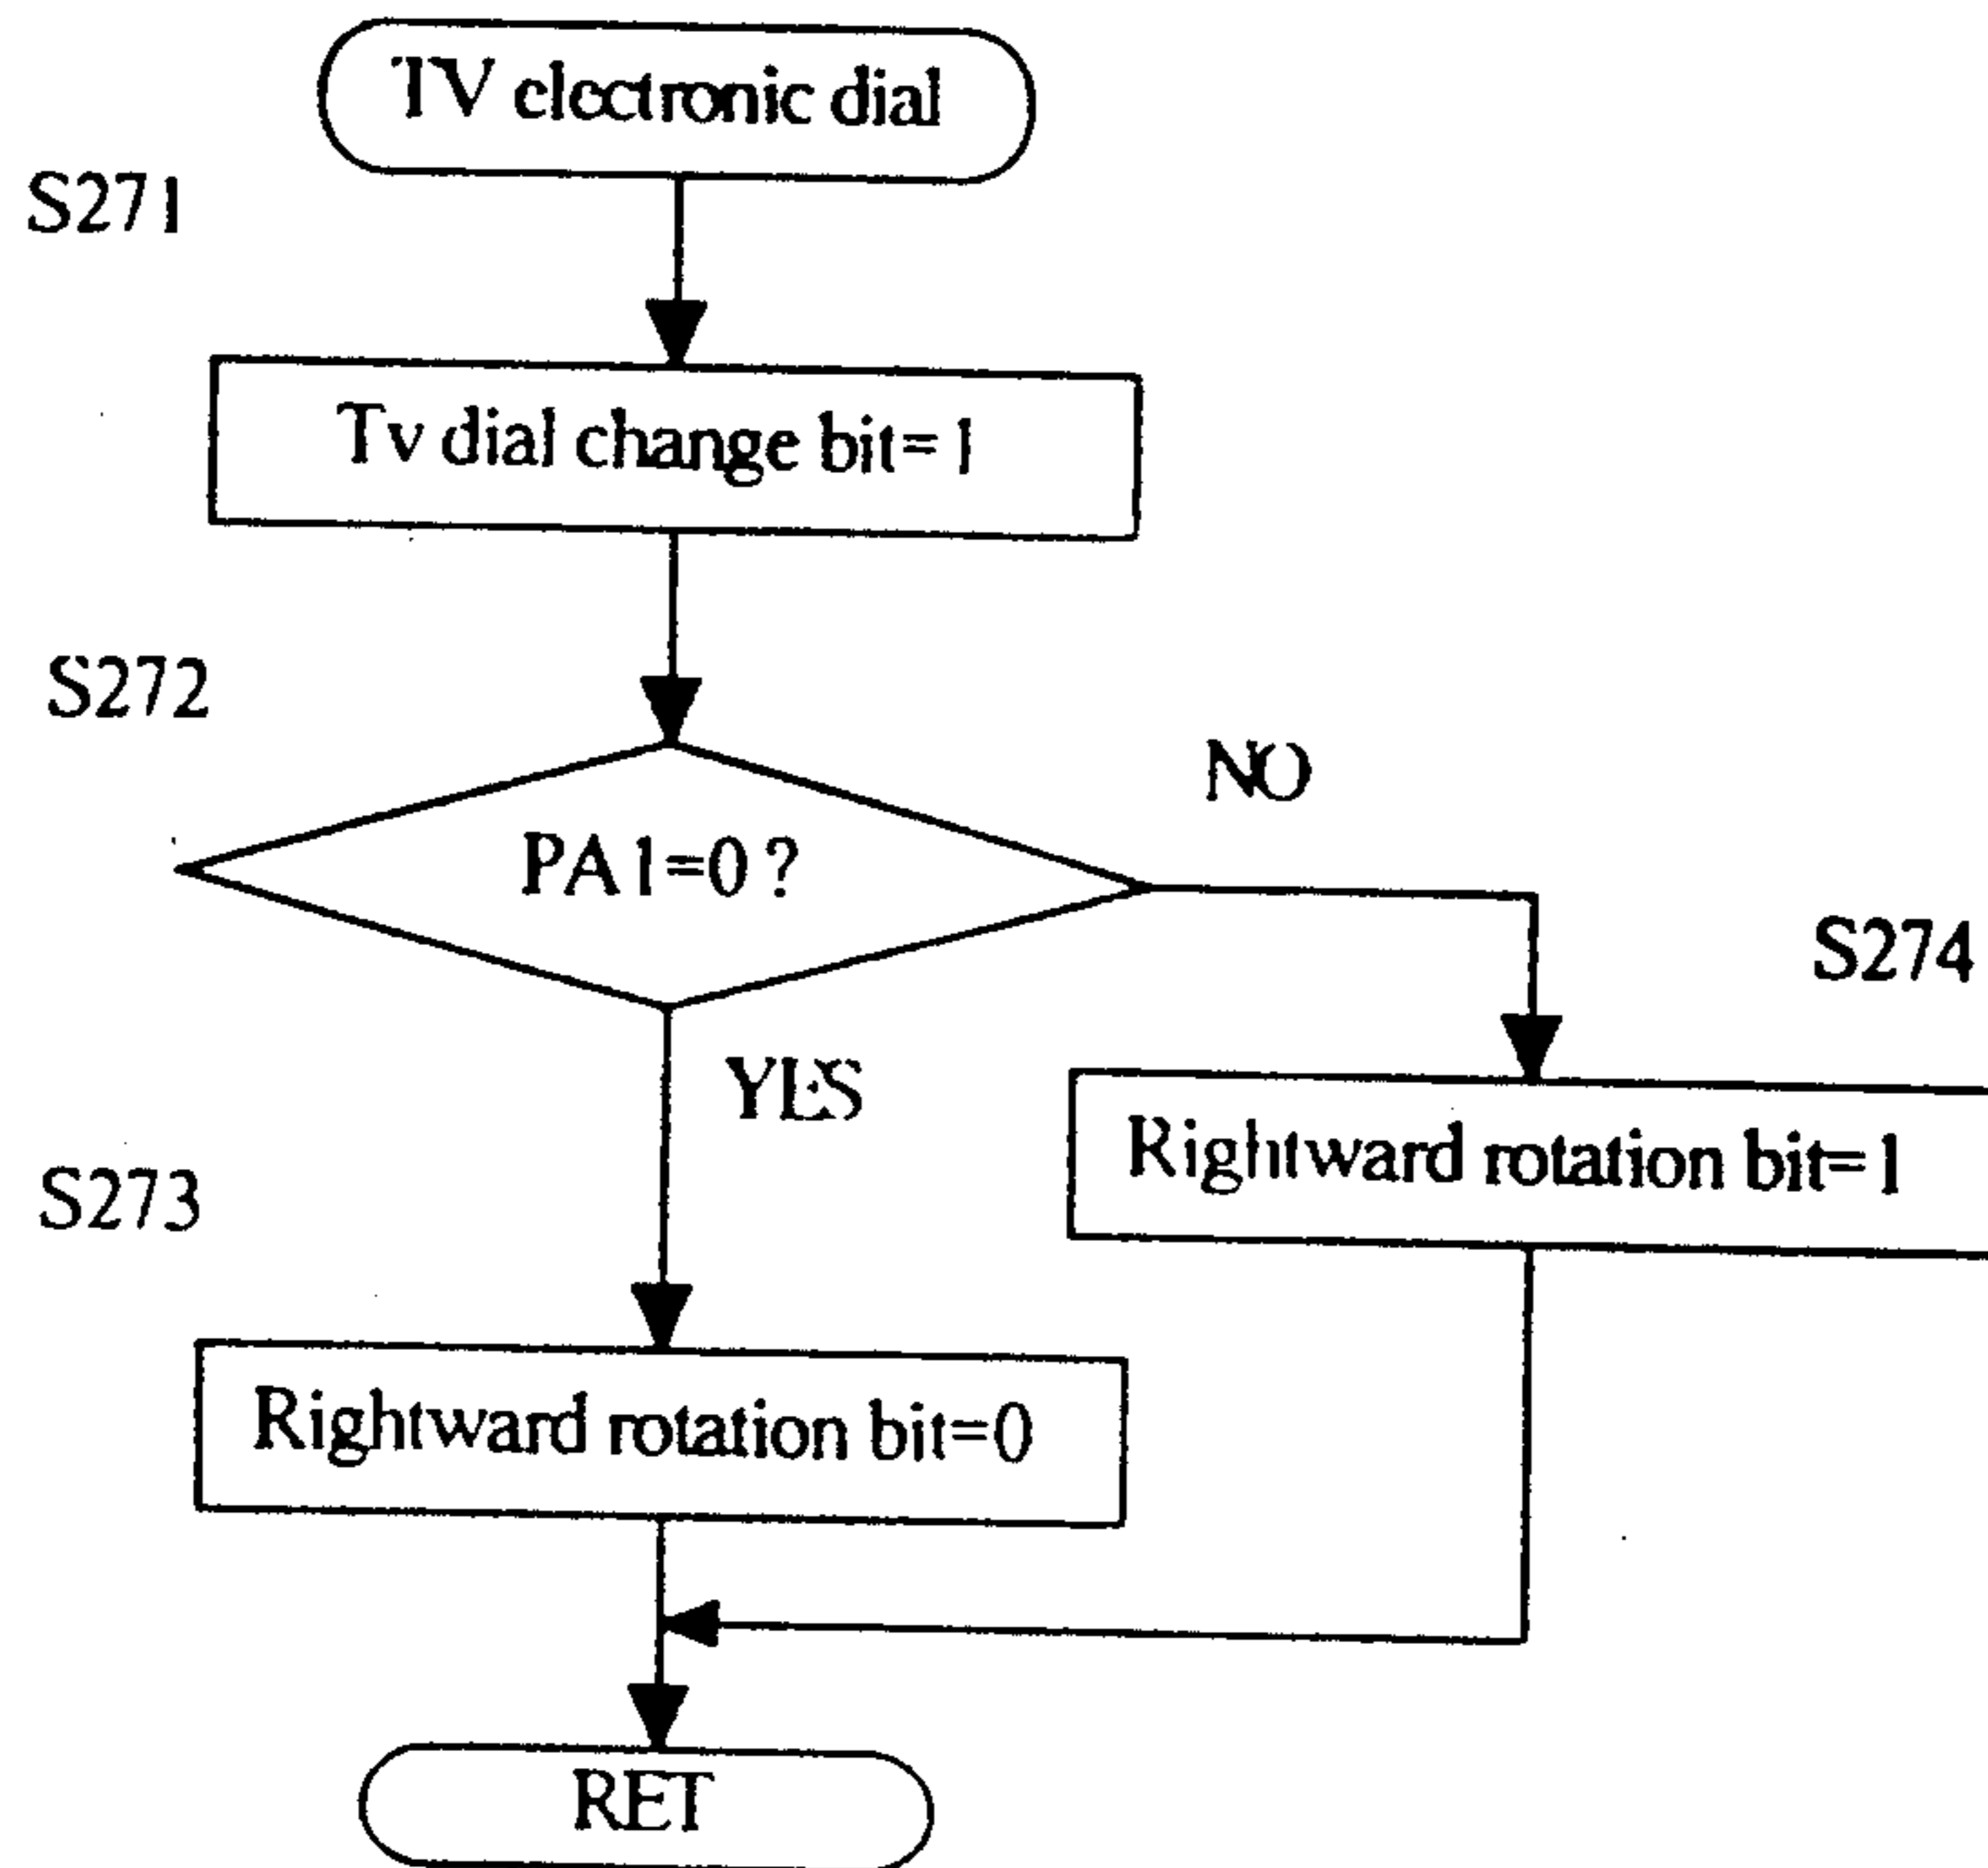 TV electronic dial
S271
Tv dial change bit=1
S272
NO
PA1=0?
S274
YES
Rightward rotation bit=1
S273
Rightward rotation bit=0
RET